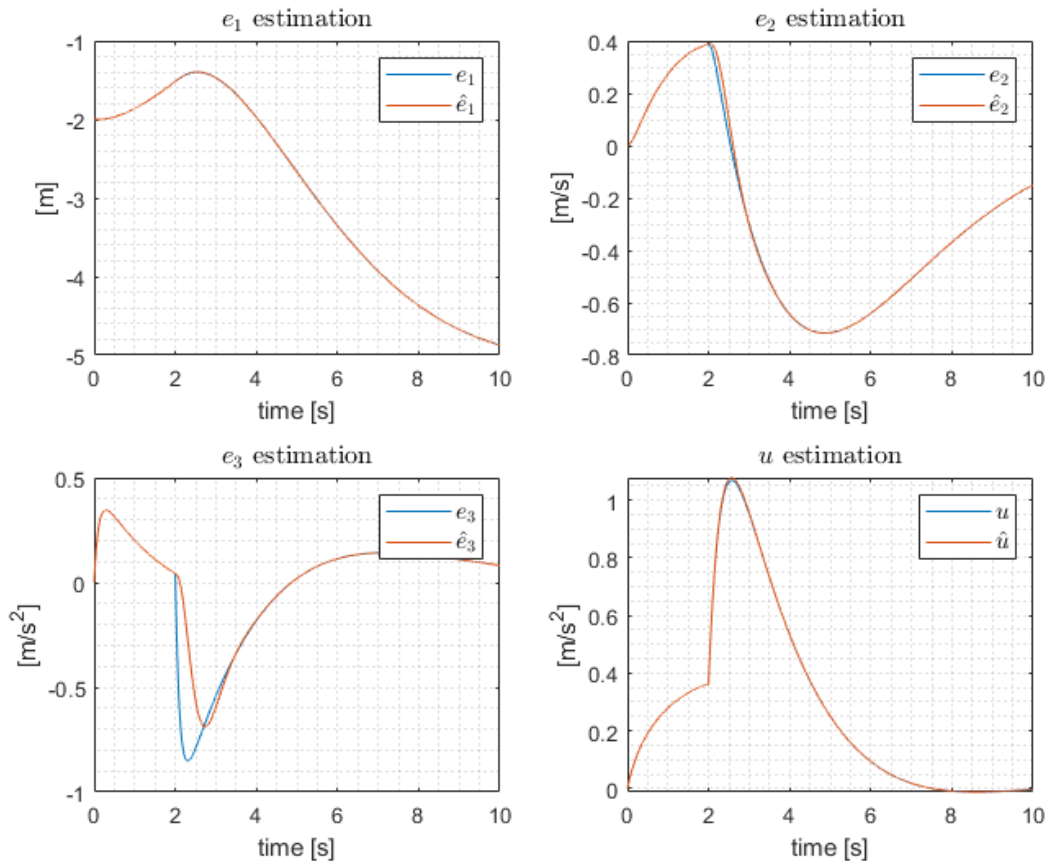 e₁ estimation
-1
-2
-3
-4
-5
[m]
0 2 4 6 8 10
time [s]
e₁
ê₁
e₂ estimation
0.4
0.2
0
-0.2
-0.4
-0.6
-0.8
[m/s]
0 2 4 6 8 10
time [s]
e₂
ê₂
e₃ estimation
0.5
0
-0.5
-1
[m/s²]
0 2 4 6 8 10
time [s]
e₃
ê₃
u estimation
1
0.8
0.6
0.4
0.2
0
[m/s²]
0 2 4 6 8 10
time [s]
u
û